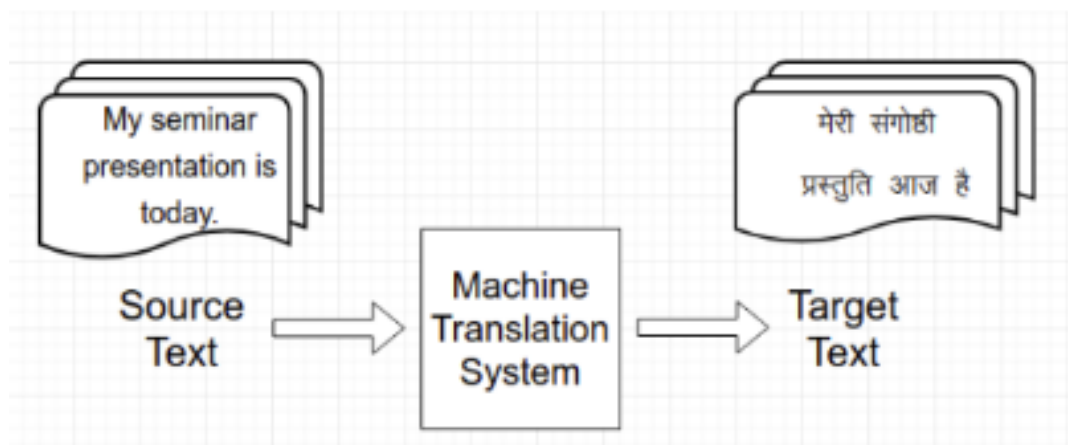 My seminar
presentation is
today.
मेरी संगोष्ठी
प्रस्तुति आज है
Source
Text
Machine
Translation
System
Target
Text